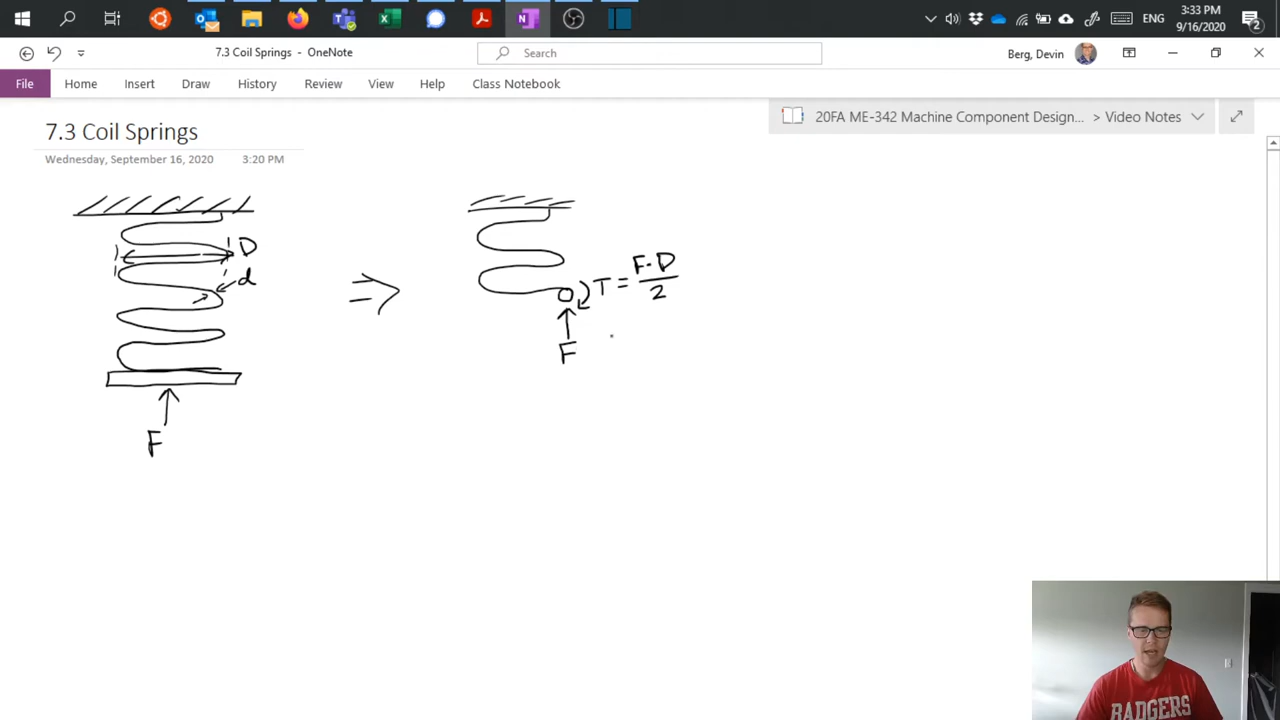 3:33 PM
ENG
9/16/2020
2
7.3 Coil Springs - OneNote
Search
Berg, Devin
File Home Insert Draw History Review View Help Class Notebook
20FA ME-342 Machine Component Design... > Video Notes
7.3 Coil Springs
Wednesday, September 16, 2020 3:20 PM
D
d
F
T = F·D / 2
F
BADGERS